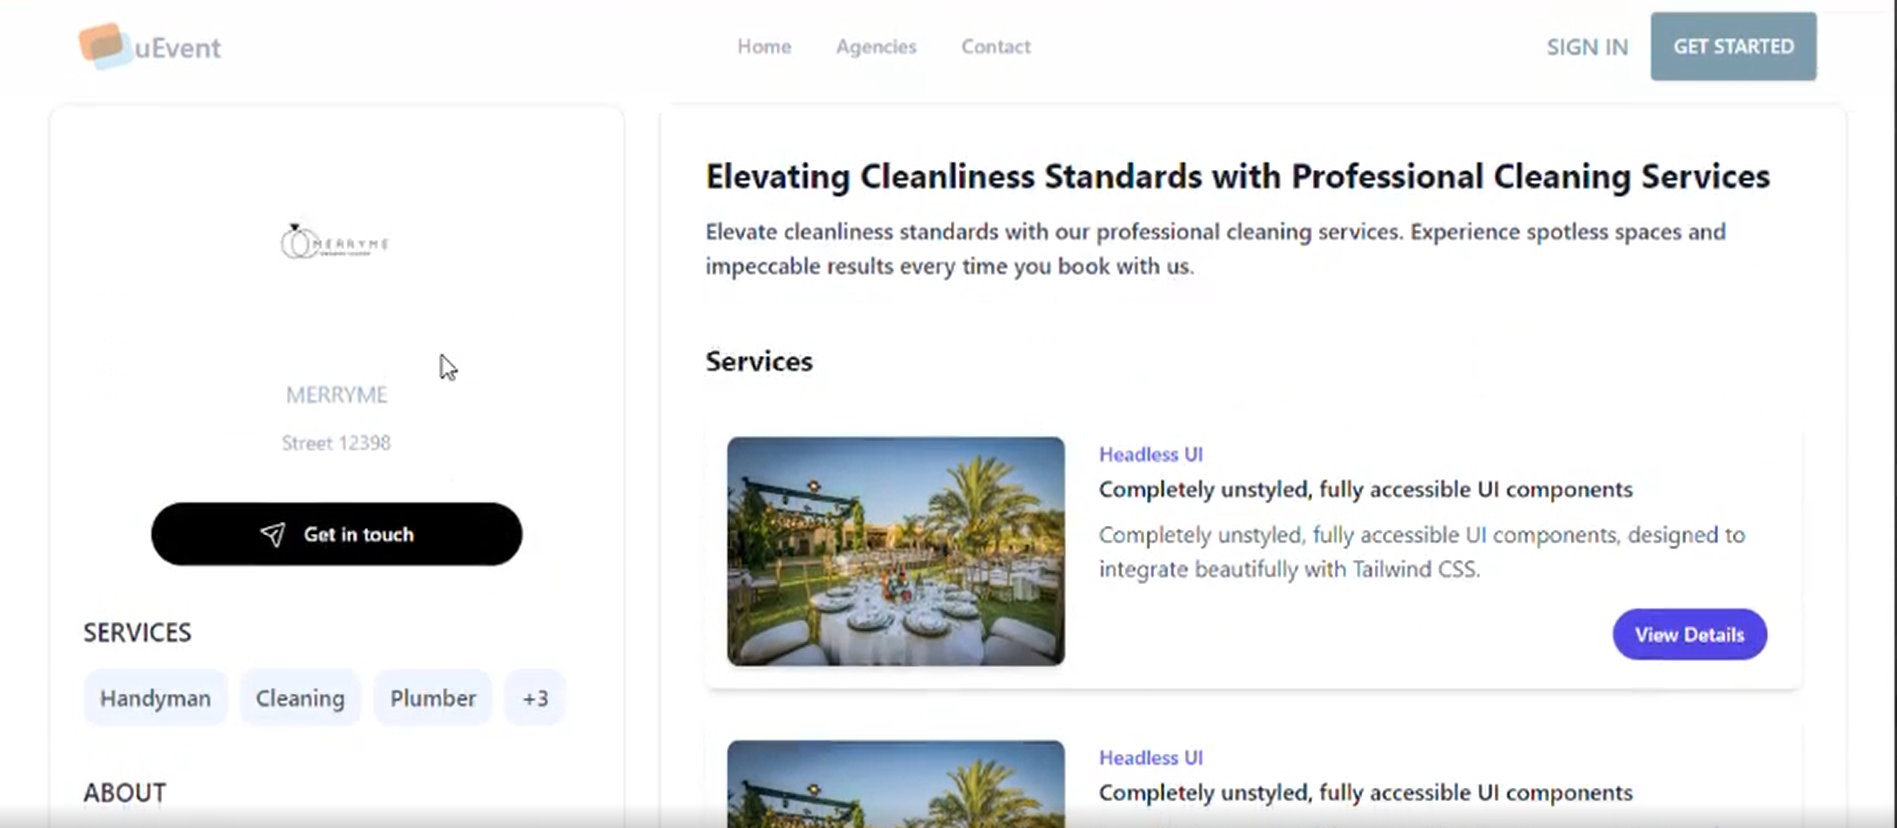 uEvent
Home
Agencies
Contact
SIGN IN
GET STARTED
MERRYME
MERRYME
Street 12398
Get in touch
SERVICES
Handyman
Cleaning
Plumber
+3
ABOUT
Elevating Cleanliness Standards with Professional Cleaning Services
Elevate cleanliness standards with our professional cleaning services. Experience spotless spaces and
impeccable results every time you book with us.
Services
Headless UI
Completely unstyled, fully accessible UI components
Completely unstyled, fully accessible UI components, designed to
integrate beautifully with Tailwind CSS.
View Details
Headless UI
Completely unstyled, fully accessible UI components